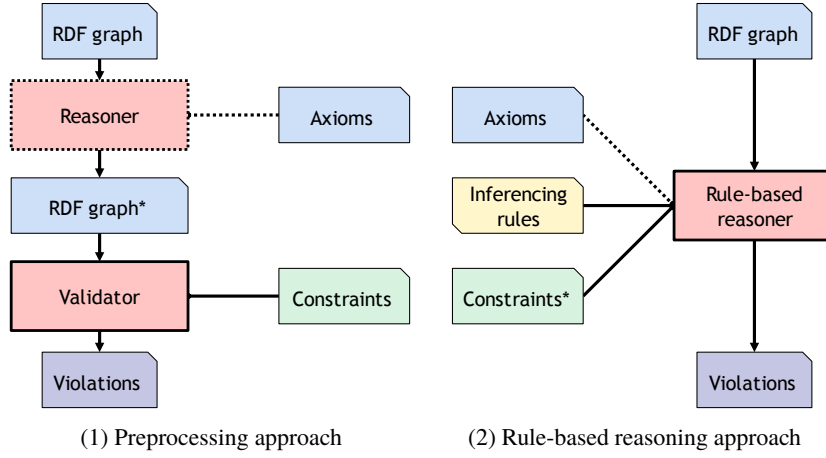 RDF graph
Reasoner
Axioms
RDF graph*
Validator
Constraints
Violations
(1) Preprocessing approach
RDF graph
Axioms
Inferencing
rules
Rule-based
reasoner
Constraints*
Violations
(2) Rule-based reasoning approach